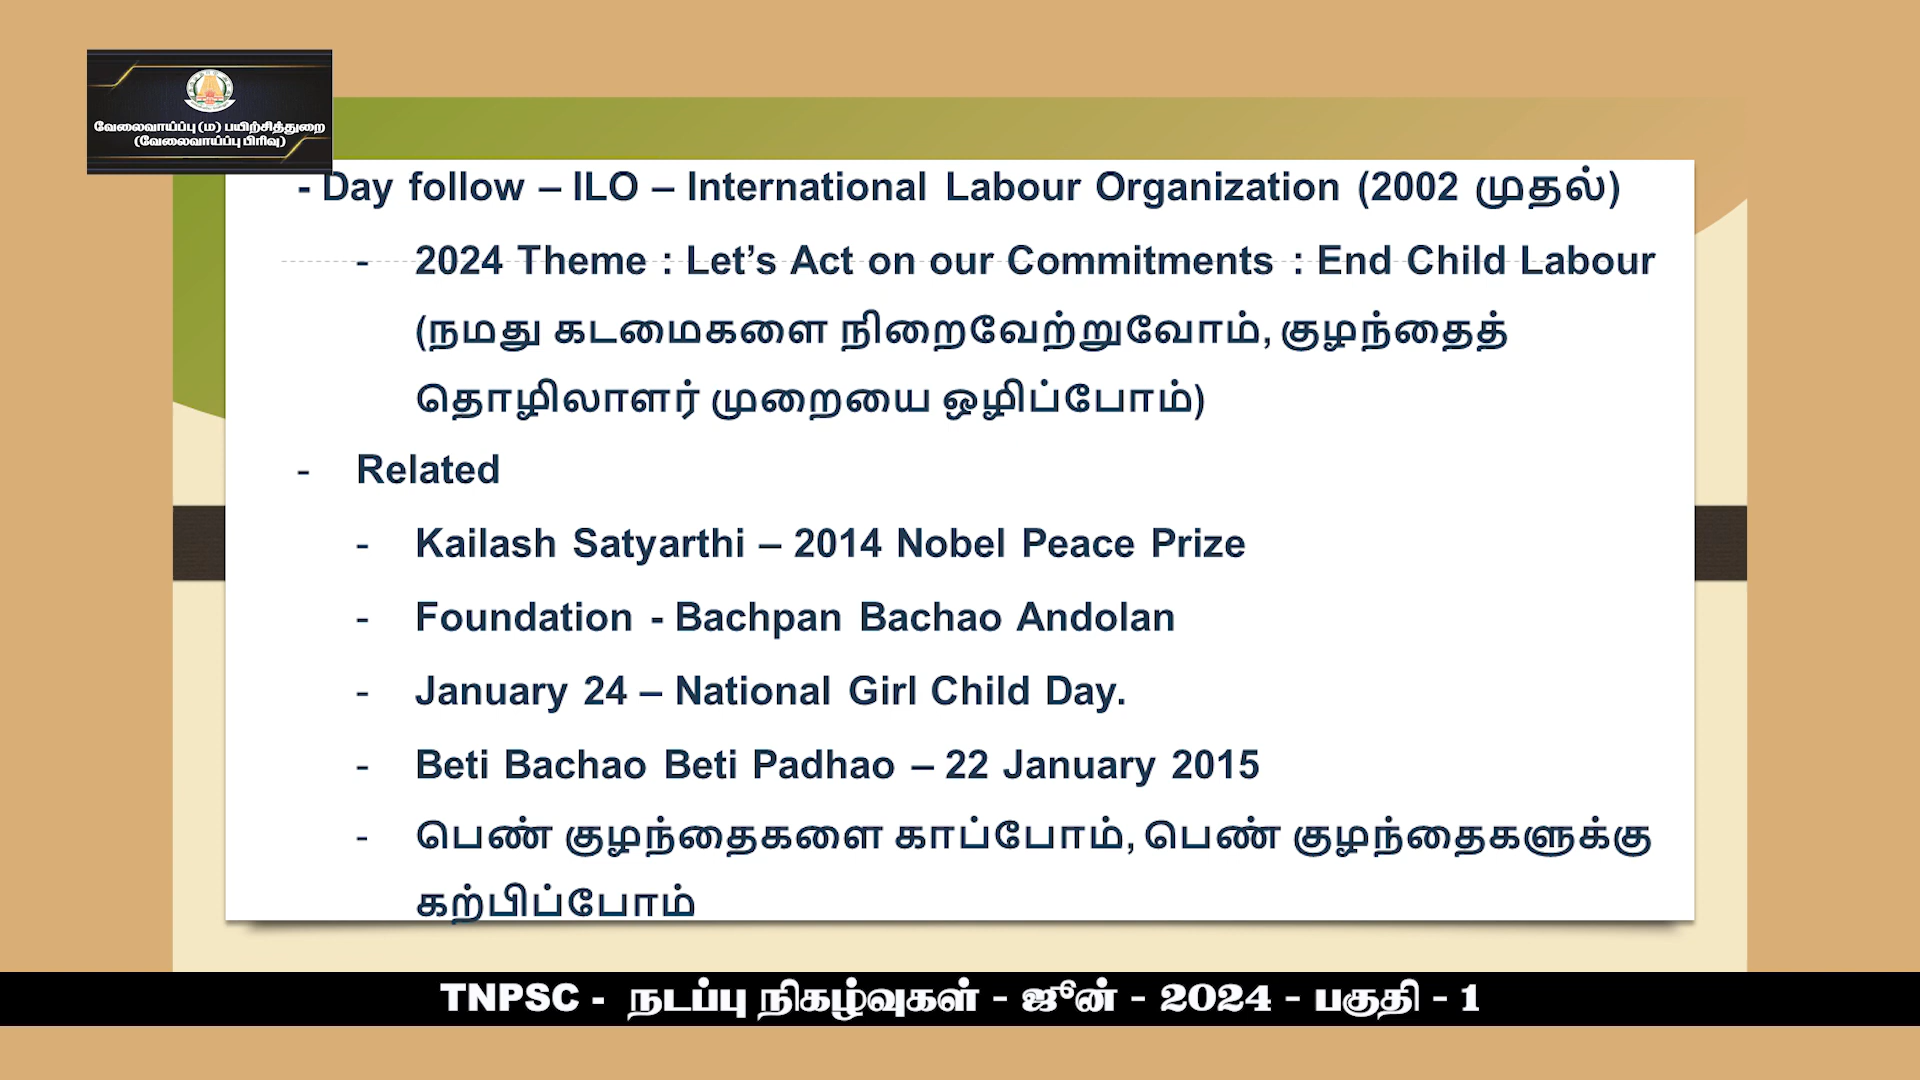 வேலைவாய்ப்பு (ம) பயிற்சித்துறை
(வேலைவாய்ப்பு பிரிவு)
- Day follow – ILO – International Labour Organization (2002 முதல்)
- 2024 Theme : Let’s Act on our Commitments : End Child Labour
(நமது கடமைகளை நிறைவேற்றுவோம், குழந்தைத்
தொழிலாளர் முறையை ஒழிப்போம்)
- Related
- Kailash Satyarthi – 2014 Nobel Peace Prize
- Foundation - Bachpan Bachao Andolan
- January 24 – National Girl Child Day.
- Beti Bachao Beti Padhao – 22 January 2015
- பெண் குழந்தைகளை காப்போம், பெண் குழந்தைகளுக்கு
கற்பிப்போம்
TNPSC - நடப்பு நிகழ்வுகள் - ஜூன் - 2024 - பகுதி - 1